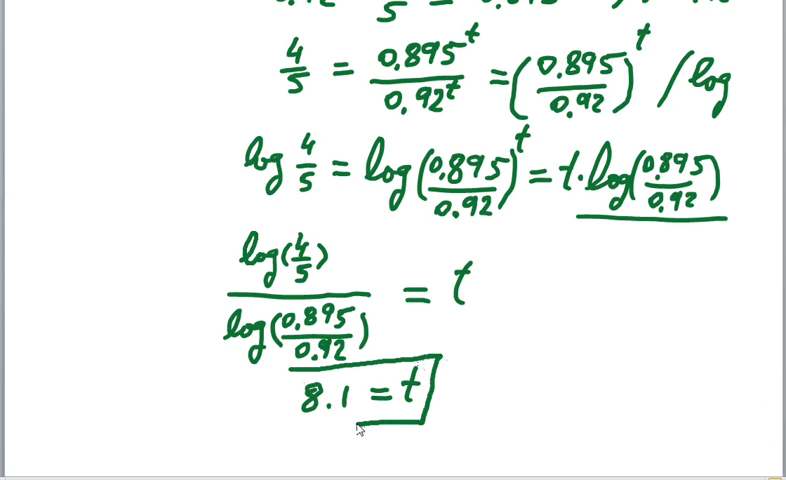 4/5 = 0.895^t/0.92^t = (0.895/0.92)^t /log
log 4/5 = log(0.895/0.92)^t = t·log(0.895/0.92)
log(4/5)/log(0.895/0.92) = t
8.1 = t